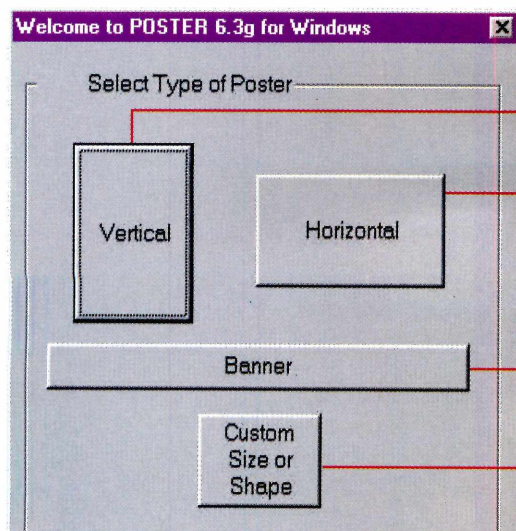 Welcome to POSTER 6.3g for Windows
Select Type of Poster
Vertical
Horizontal
Banner
Custom
Size or
Shape